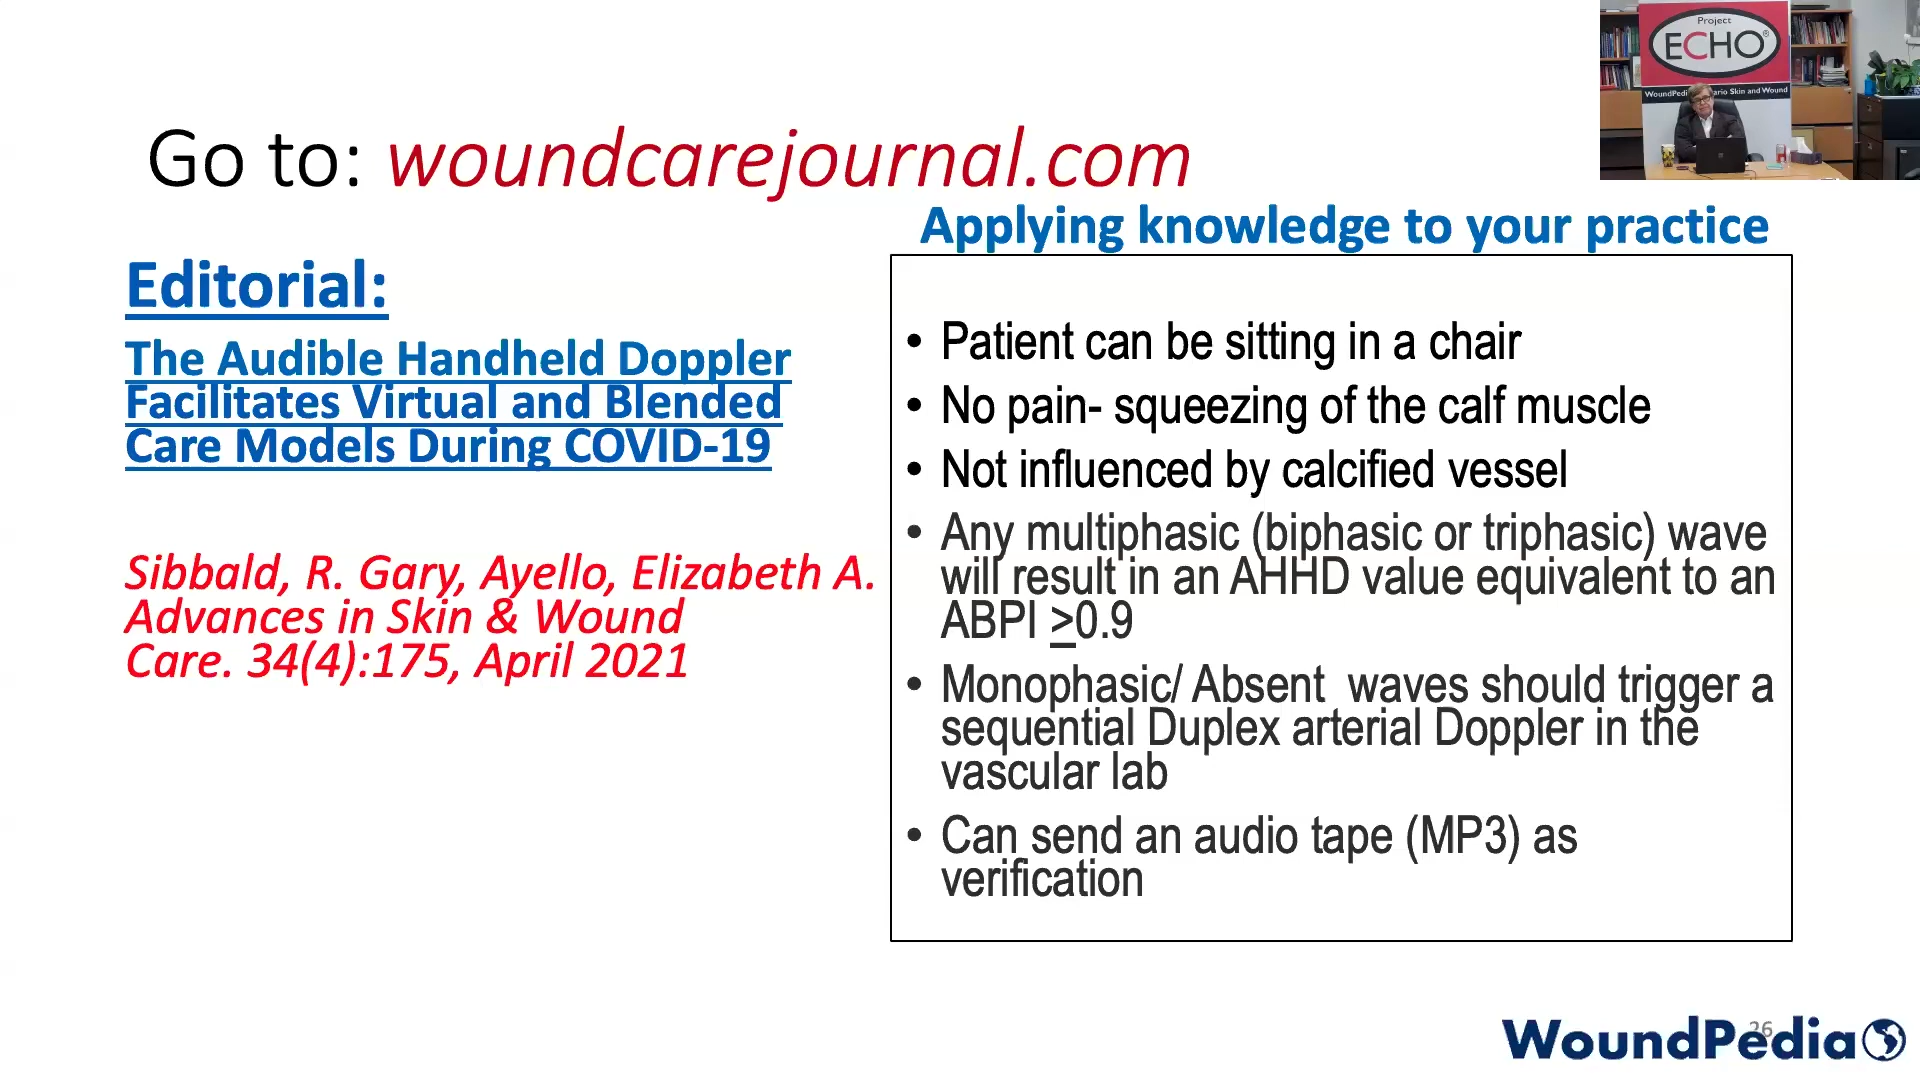 Project
ECHO®
Go to: woundcarejournal.com
Editorial:
The Audible Handheld Doppler
Facilitates Virtual and Blended
Care Models During COVID-19
Sibbald, R. Gary, Ayello, Elizabeth A.
Advances in Skin & Wound
Care. 34(4):175, April 2021
Applying knowledge to your practice
• Patient can be sitting in a chair
• No pain- squeezing of the calf muscle
• Not influenced by calcified vessel
• Any multiphasic (biphasic or triphasic) wave
will result in an AHHD value equivalent to an
ABPI >0.9
• Monophasic/ Absent waves should trigger a
sequential Duplex arterial Doppler in the
vascular lab
• Can send an audio tape (MP3) as
verification
26
WoundPedia